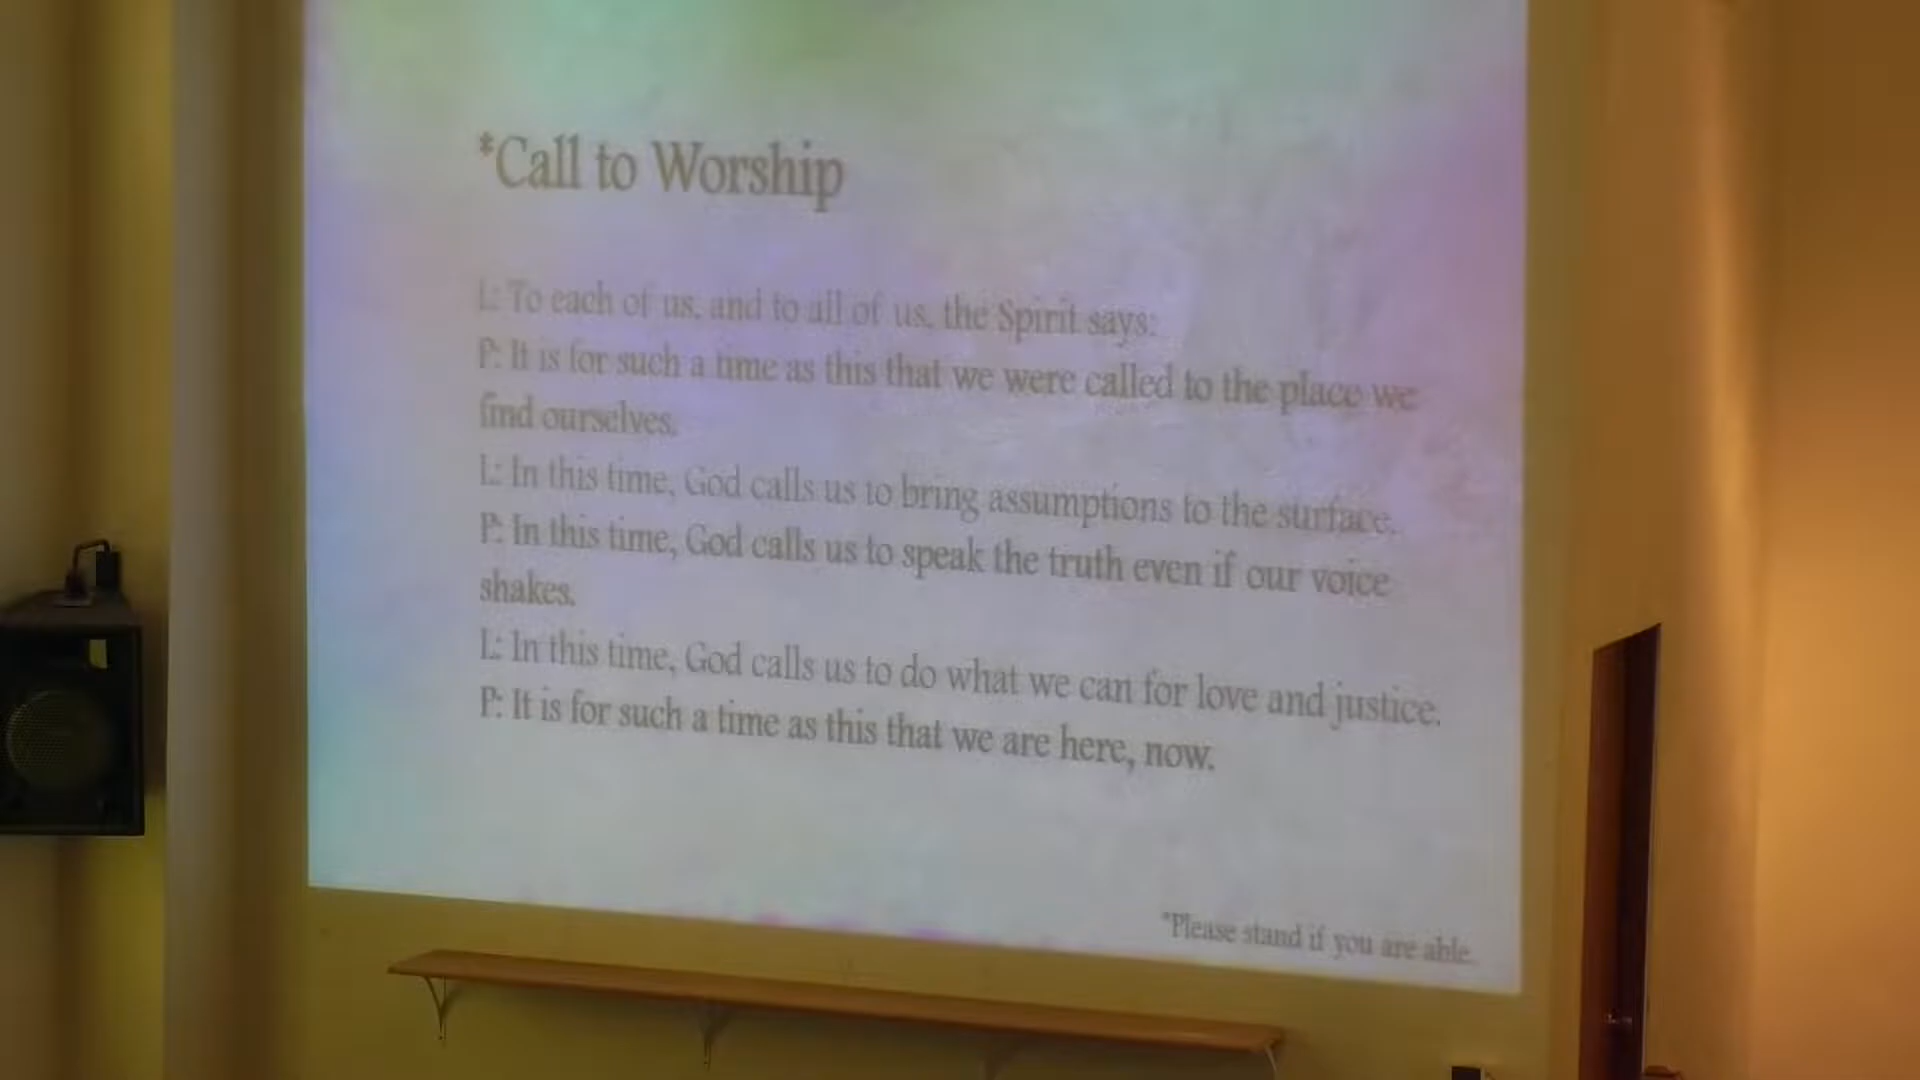 *Call to Worship
L: To each of us, and to all of us, the Spirit says:
P: It is for such a time as this that we were called to the place we
find ourselves.
L: In this time, God calls us to bring assumptions to the surface.
P: In this time, God calls us to speak the truth even if our voice
shakes.
L: In this time, God calls us to do what we can for love and justice.
P: It is for such a time as this that we are here, now.
*Please stand if you are able.